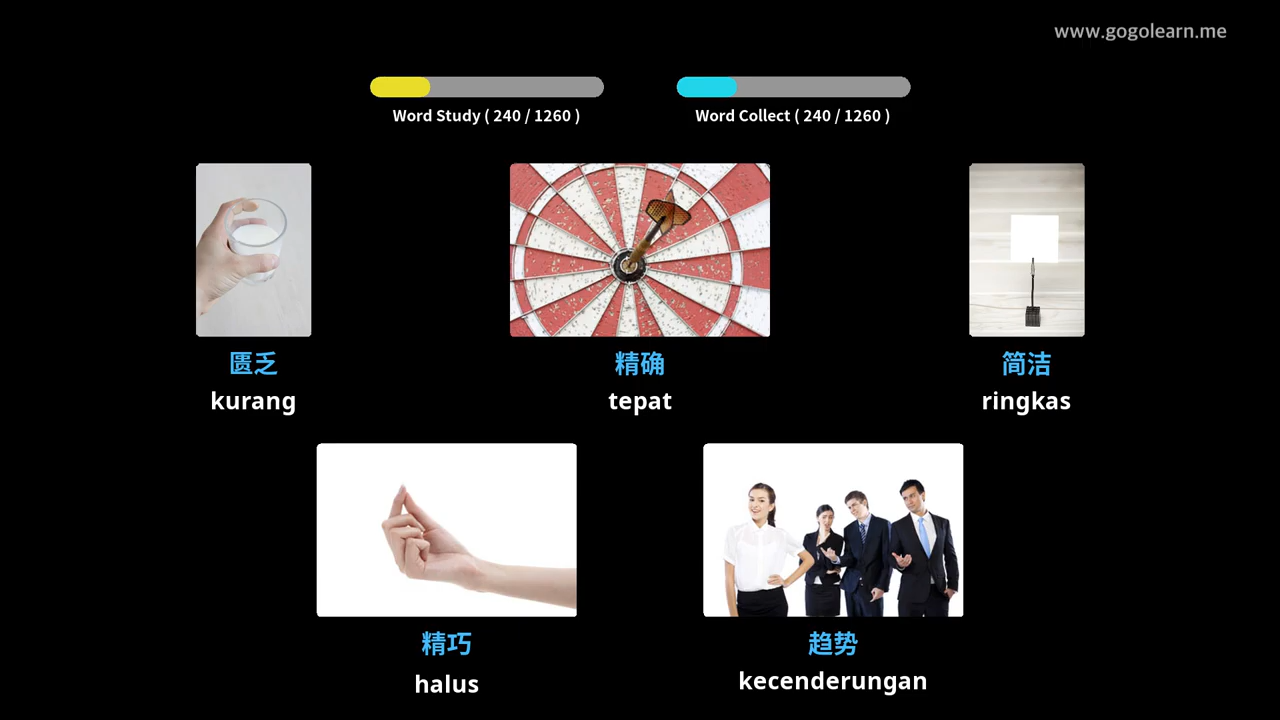 www.gogolearn.me
Word Study ( 240 / 1260 )
Word Collect ( 240 / 1260 )
匮乏
kurang
精确
tepat
简洁
ringkas
精巧
halus
趋势
kecenderungan